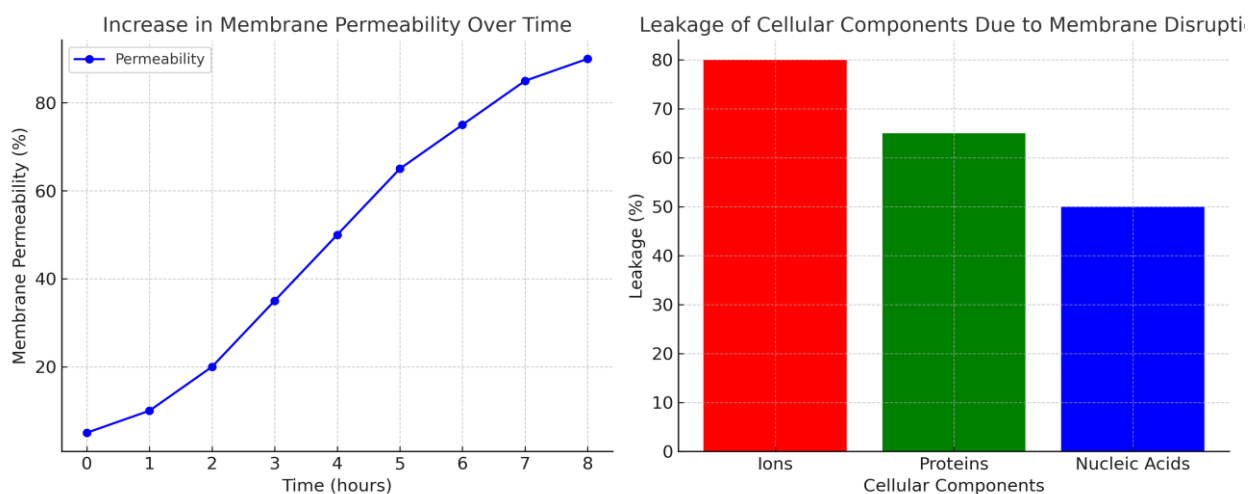 Increase in Membrane Permeability Over Time
Permeability
Membrane Permeability (%)
80
60
40
20
0 1 2 3 4 5 6 7 8
Time (hours)
Leakage of Cellular Components Due to Membrane Disrupti
Leakage (%)
80
70
60
50
40
30
20
10
0
Ions Proteins Nucleic Acids
Cellular Components